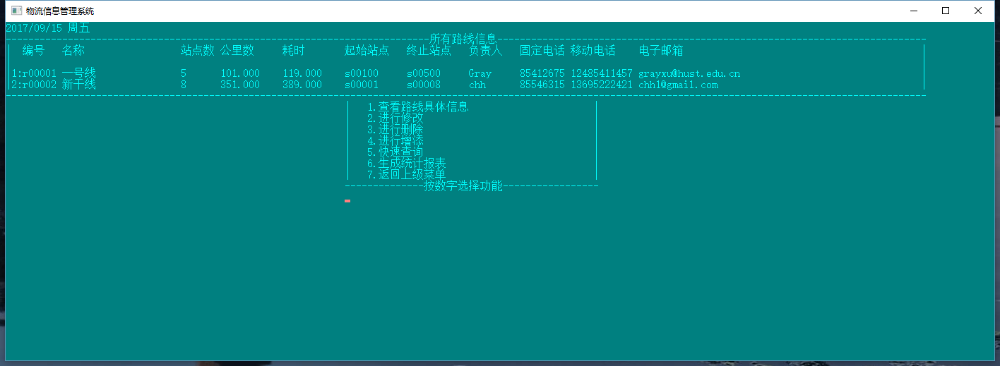 物流信息管理系统
2017/09/15 周五
所有路线信息
编号 名称 站点数 公里数 耗时 起始站点 终止站点 负责人 固定电话 移动电话 电子邮箱
1:r00001 一号线 5 101.000 119.000 s00100 s00500 Gray 85412675 12485411457 grayxu@hust.edu.cn
2:r00002 新干线 8 351.000 389.000 s00001 s00008 chh 85546315 13695222421 chh1@gmail.com
1.查看路线具体信息
2.进行修改
3.进行删除
4.进行增添
5.快速查询
6.生成统计报表
7.返回上级菜单
按数字选择功能